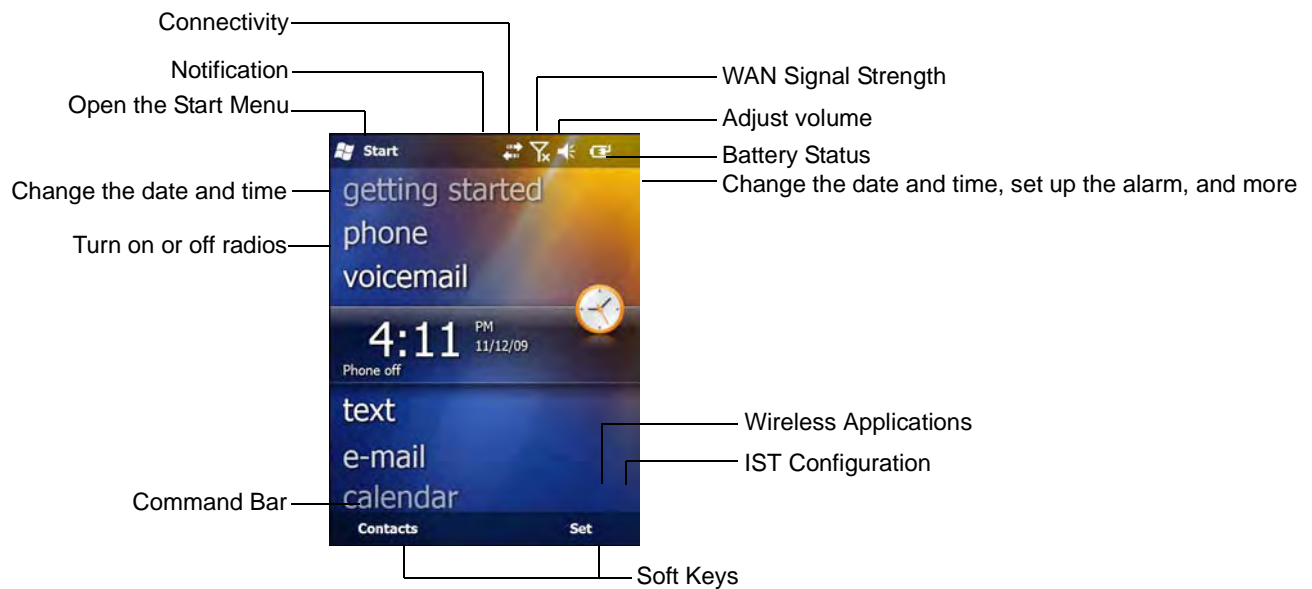 Connectivity
Notification
Open the Start Menu
Change the date and time
Turn on or off radios
Command Bar
WAN Signal Strength
Adjust volume
Battery Status
Change the date and time, set up the alarm, and more
Wireless Applications
IST Configuration
Soft Keys
Start
getting started
phone
voicemail
4:11 PM
11/12/09
Phone off
text
e-mail
calendar
Contacts Set